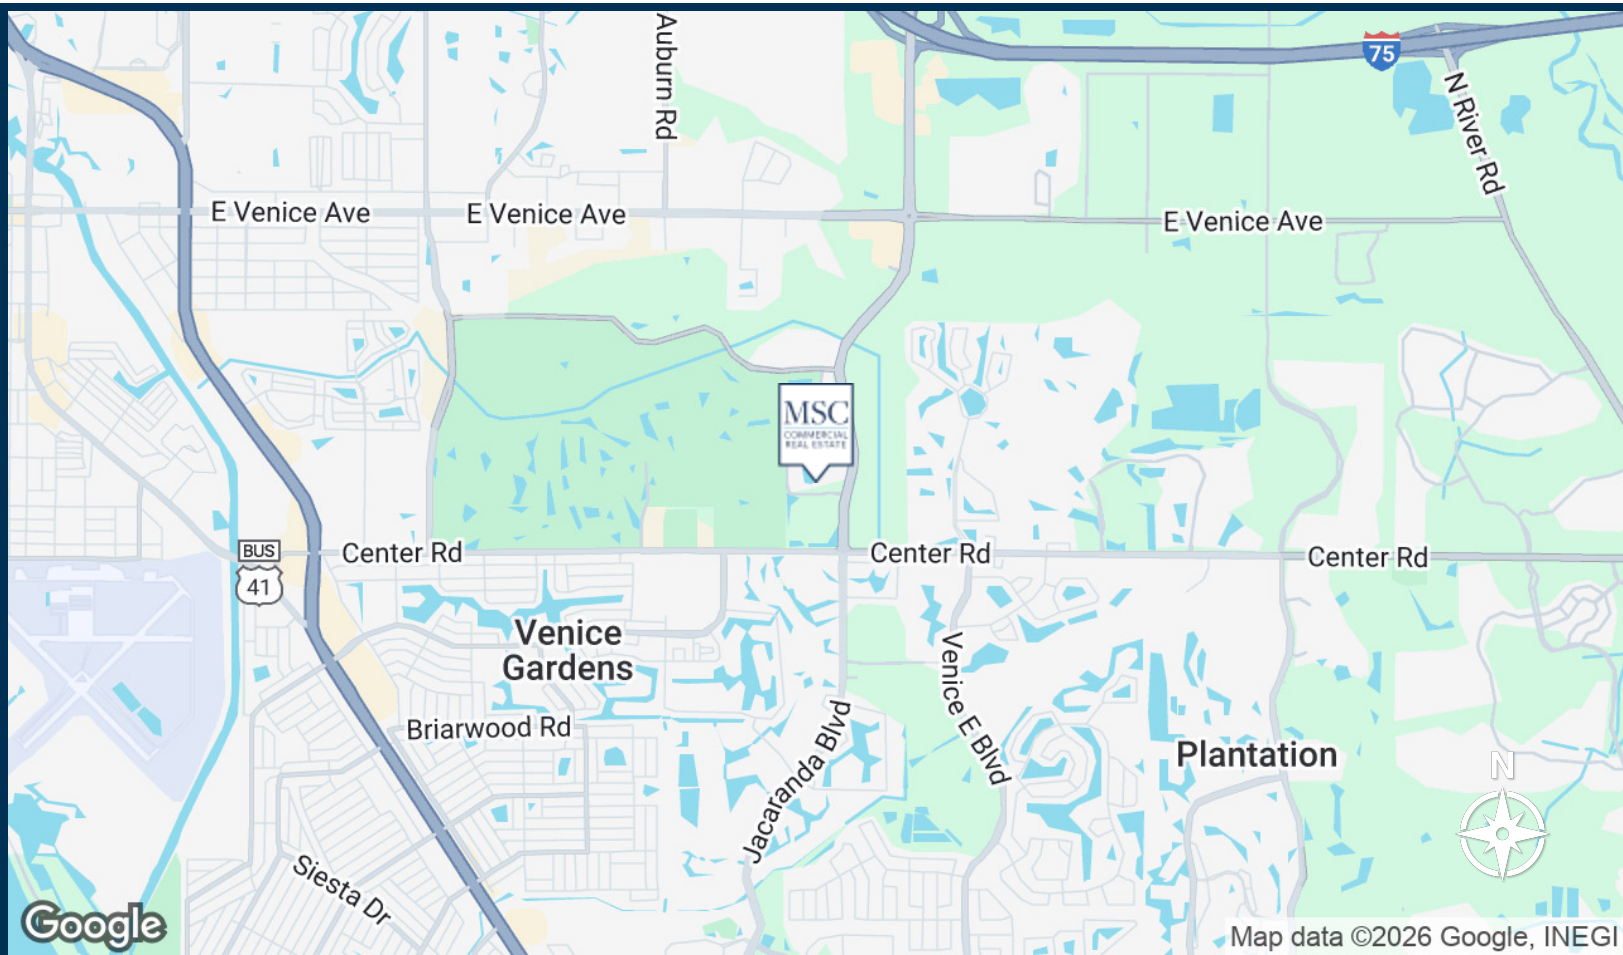 Auburn Rd
75
N River Rd
E Venice Ave
E Venice Ave
E Venice Ave
MSC
COMMERCIAL
REAL ESTATE
BUS
41
Center Rd
Center Rd
Center Rd
Venice
Gardens
Venice E Blvd
Briarwood Rd
Jacaranda Blvd
Plantation
N
Siesta Dr
Google
Map data ©2026 Google, INEGI